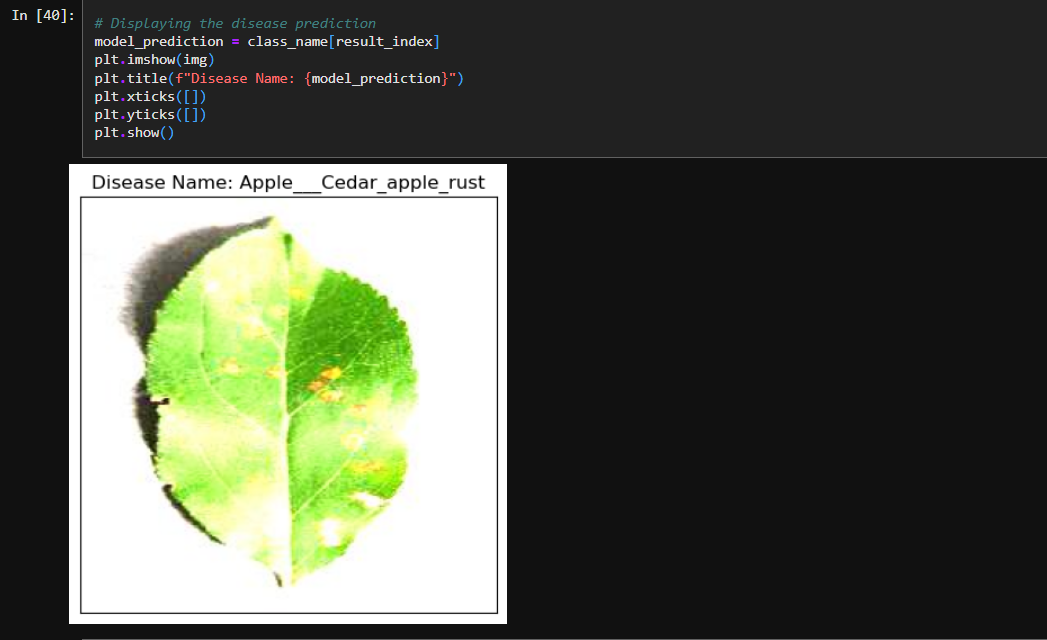 In [40]:
# Displaying the disease prediction
model_prediction = class_name[result_index]
plt.imshow(img)
plt.title(f"Disease Name: {model_prediction}")
plt.xticks([])
plt.yticks([])
plt.show()
Disease Name: Apple___Cedar_apple_rust